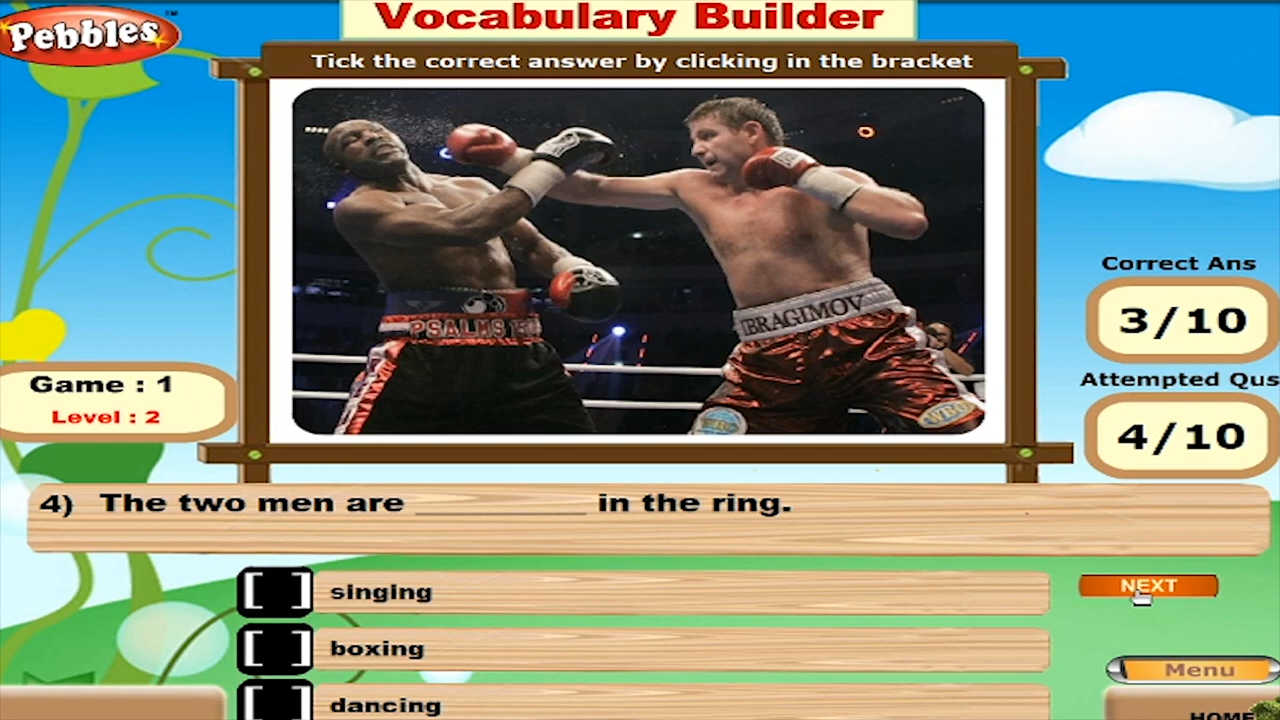 Pebbles™
Vocabulary Builder
Tick the correct answer by clicking in the bracket
PSALMS
IBRAGIMOV
WBO
Correct Ans
3/10
Attempted Qus
4/10
Game : 1
Level : 2
4) The two men are ________ in the ring.
[ ] singing
[ ] boxing
[ ] dancing
NEXT
Menu
HOME